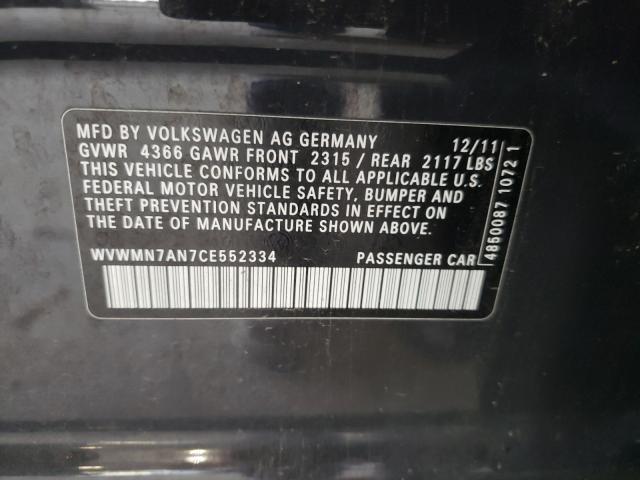 MFD BY VOLKSWAGEN AG GERMANY 12/11
GVWR 4366 GAWR FRONT 2315 / REAR 2117 LBS
THIS VEHICLE CONFORMS TO ALL APPLICABLE U.S.
FEDERAL MOTOR VEHICLE SAFETY, BUMPER AND
THEFT PREVENTION STANDARDS IN EFFECT ON
THE DATE OF MANUFACTURE SHOWN ABOVE.
WVWMN7AN7CE552334 PASSENGER CAR
4850087 1072 1